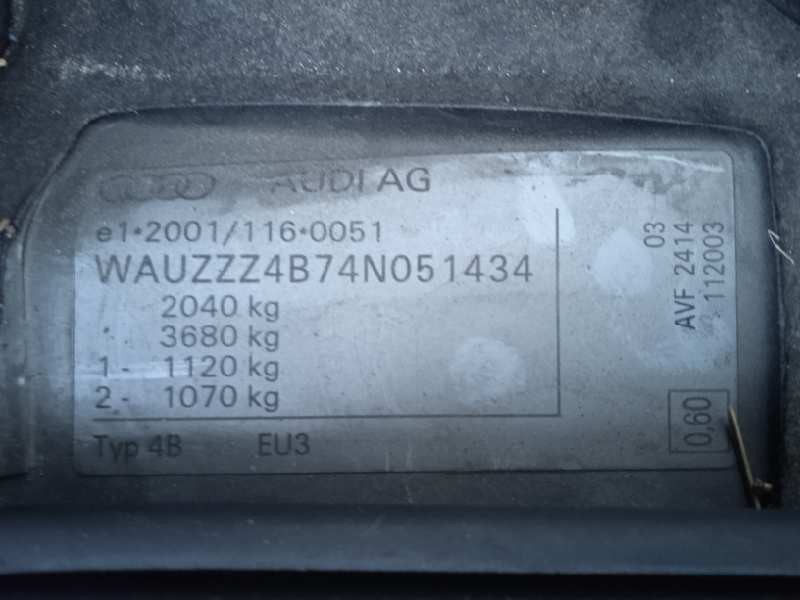 AUDI AG
e1*2001/116*0051
WAUZZZ4B74N051434
2040 kg
3680 kg
1- 1120 kg
2- 1070 kg
Typ 4B EU3
03
AVF 2414
112003
0,60